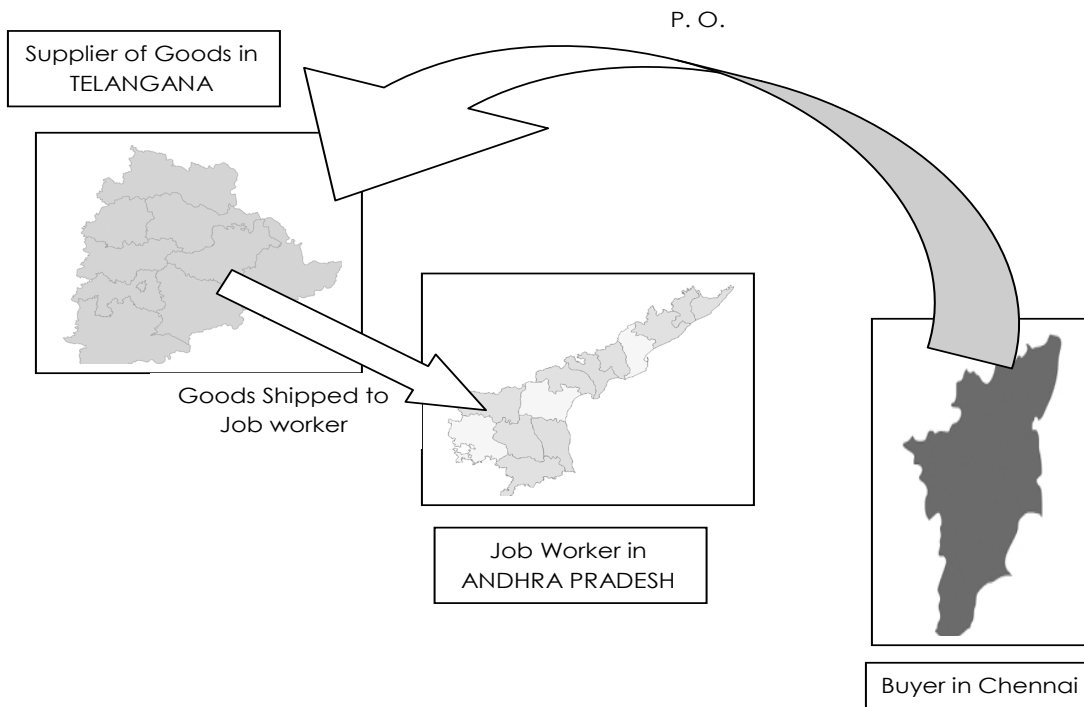 P. O.
Supplier of Goods in
TELANGANA
Goods Shipped to
Job worker
Job Worker in
ANDHRA PRADESH
Buyer in Chennai